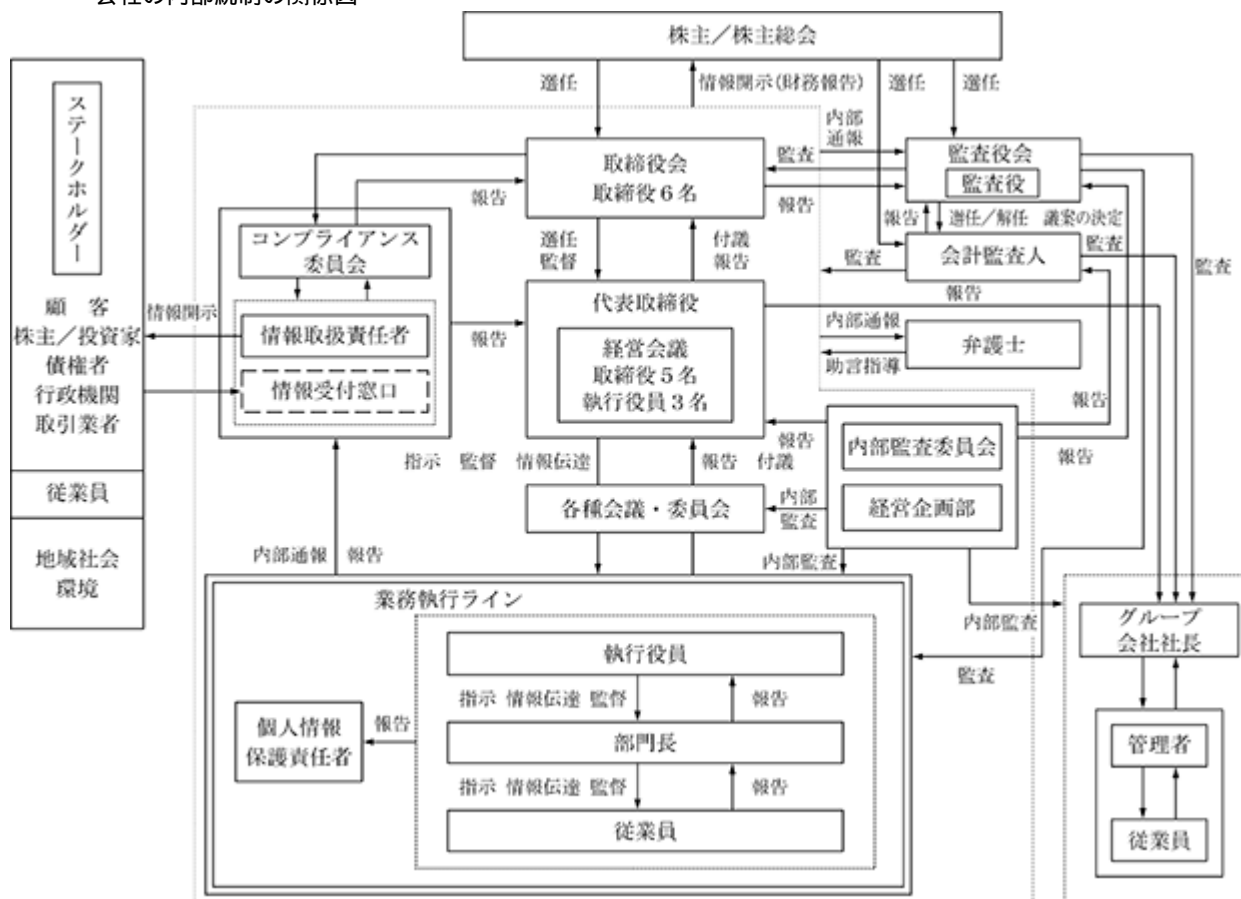 会社の内部統制の関係図
株主／株主総会
選任
情報開示(財務報告)
選任
選任
ステークホルダー
顧　客
株主／投資家
債権者
行政機関
取引業者
従業員
地域社会
環境
内部
通報
取締役会
取締役６名
監査
報告
監査役会
監査役
報告
報告
選任／解任　議案の決定
コンプライアンス
委員会
選任
監督
付議
報告
監査
会計監査人
監査
監査
情報開示
情報取扱責任者
情報受付窓口
報告
代表取締役
経営会議
取締役５名
執行役員３名
報告
内部通報
助言指導
弁護士
報告
報告
報告
内部監査委員会
経営企画部
指示　監督　情報伝達
報告　付議
各種会議・委員会
内部
監査
内部通報
報告
内部監査
内部監査
監査
業務執行ライン
執行役員
指示 情報伝達 監督
報告
部門長
指示 情報伝達 監督
報告
従業員
個人情報
保護責任者
報告
グループ
会社社長
管理者
従業員